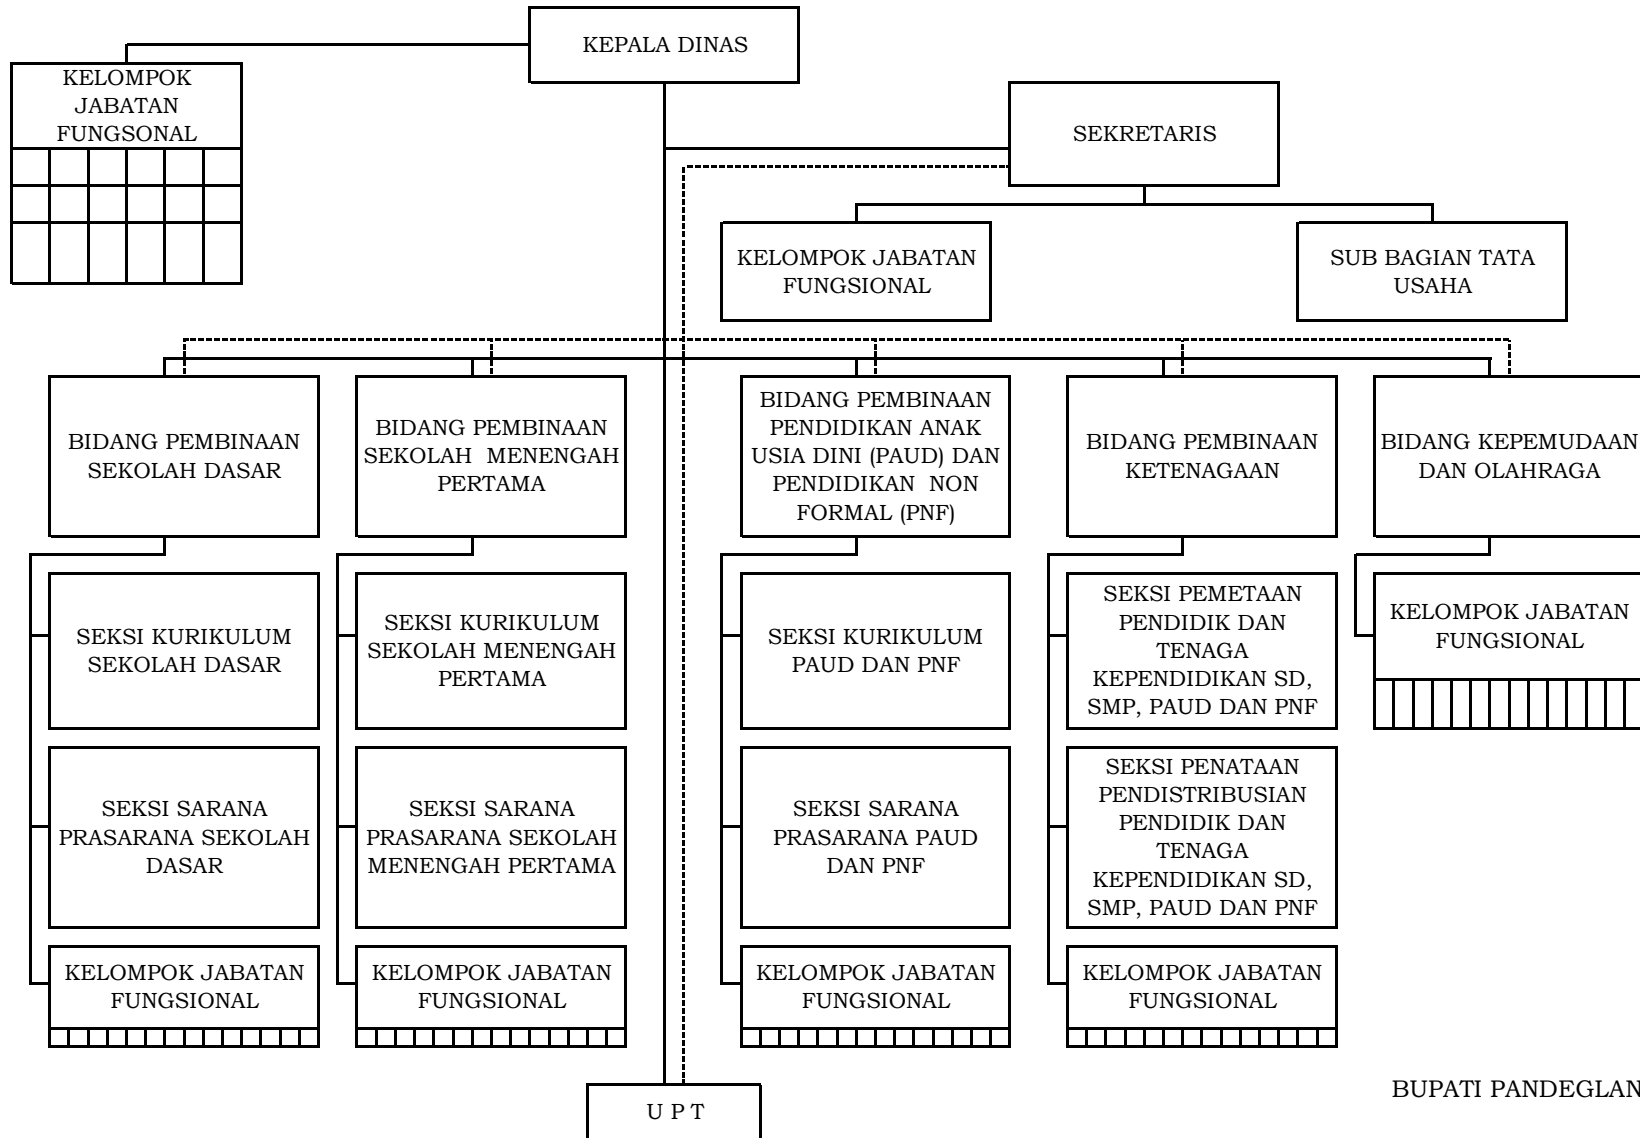 KEPALA DINAS
KELOMPOK
JABATAN
FUNGSONAL
SEKRETARIS
KELOMPOK JABATAN
FUNGSIONAL
SUB BAGIAN TATA
USAHA
BIDANG PEMBINAAN
SEKOLAH DASAR
BIDANG PEMBINAAN
SEKOLAH MENENGAH
PERTAMA
BIDANG PEMBINAAN
PENDIDIKAN ANAK
USIA DINI (PAUD) DAN
PENDIDIKAN NON
FORMAL (PNF)
BIDANG PEMBINAAN
KETENAGAAN
BIDANG KEPEMUDAAN
DAN OLAHRAGA
SEKSI KURIKULUM
SEKOLAH DASAR
SEKSI KURIKULUM
SEKOLAH MENENGAH
PERTAMA
SEKSI KURIKULUM
PAUD DAN PNF
SEKSI PEMETAAN
PENDIDIK DAN
TENAGA
KEPENDIDIKAN SD,
SMP, PAUD DAN PNF
KELOMPOK JABATAN
FUNGSIONAL
SEKSI SARANA
PRASARANA SEKOLAH
DASAR
SEKSI SARANA
PRASARANA SEKOLAH
MENENGAH PERTAMA
SEKSI SARANA
PRASARANA PAUD
DAN PNF
SEKSI PENATAAN
PENDISTRIBUSIAN
PENDIDIK DAN
TENAGA
KEPENDIDIKAN SD,
SMP, PAUD DAN PNF
KELOMPOK JABATAN
FUNGSIONAL
KELOMPOK JABATAN
FUNGSIONAL
KELOMPOK JABATAN
FUNGSIONAL
KELOMPOK JABATAN
FUNGSIONAL
U P T
BUPATI PANDEGLAN